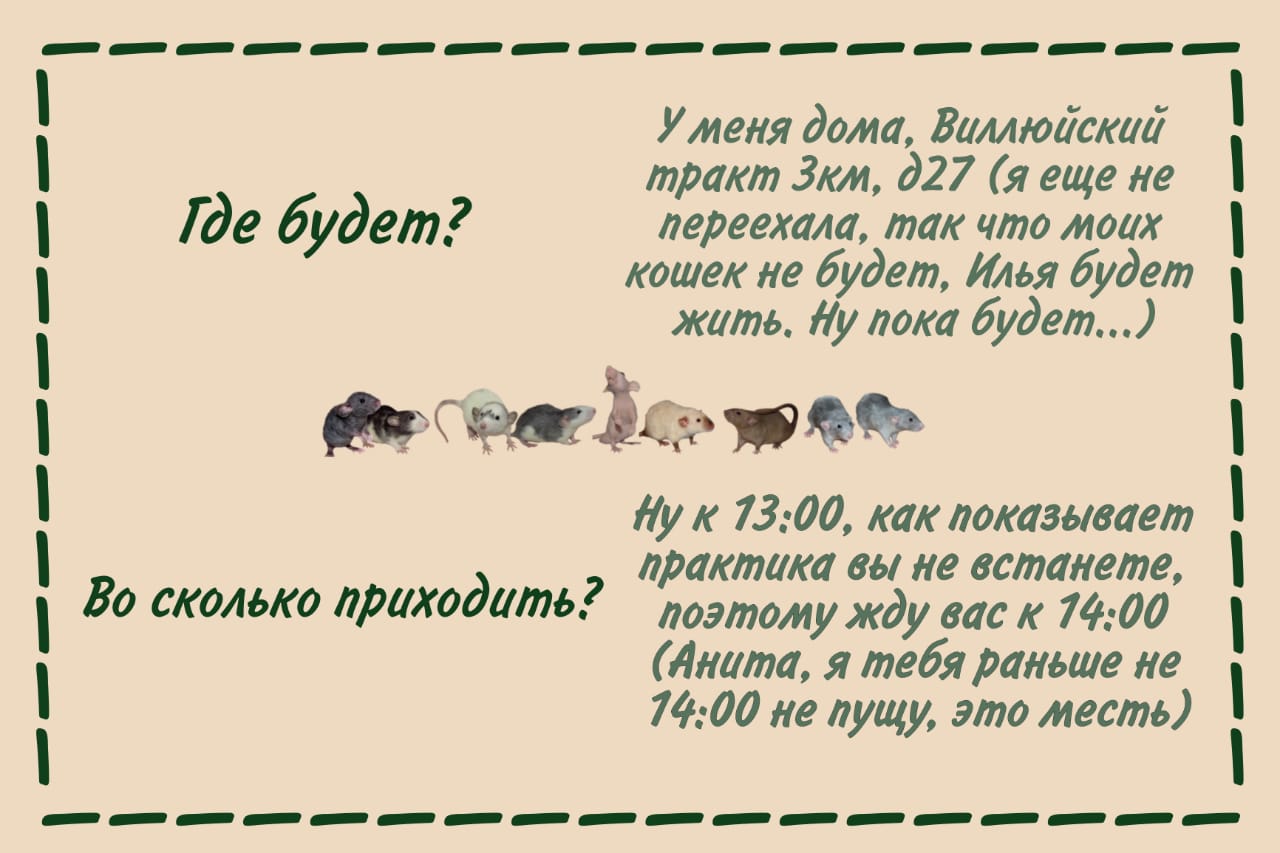 Где будет?
У меня дома, Виллюйский
тракт 3км, д27 (я еще не
переехала, так что моих
кошек не будет, Илья будет
жить. Ну пока будет...)
Во сколько приходить?
Ну к 13:00, как показывает
практика вы не встанете,
поэтому жду вас к 14:00
(Анита, я тебя раньше не
14:00 не пущу, это месть)